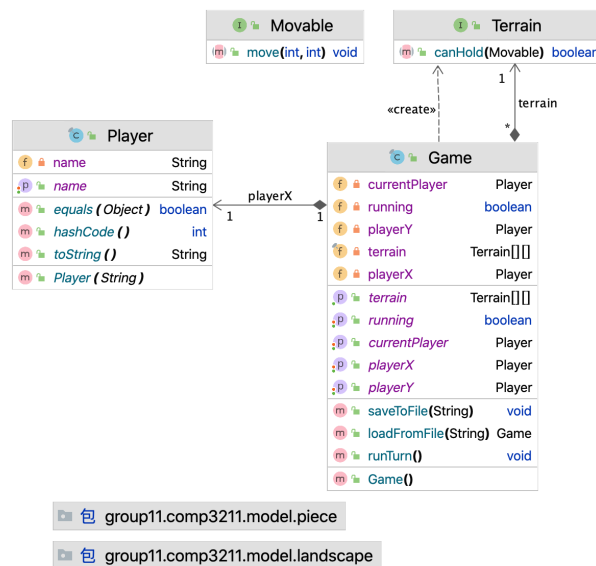 I Movable
m move(int, int) void
I Terrain
m canHold(Movable) boolean
1
terrain
«create»
*
C Player
f name String
p name String
m equals (Object) boolean
m hashCode () int
m toString () String
m Player (String)
playerX
1
1
C Game
f currentPlayer Player
f running boolean
f playerY Player
f terrain Terrain[][]
f playerX Player
p terrain Terrain[][]
p running boolean
p currentPlayer Player
p playerX Player
p playerY Player
m saveToFile(String) void
m loadFromFile(String) Game
m runTurn() void
m Game()
包 group11.comp3211.model.piece
包 group11.comp3211.model.landscape